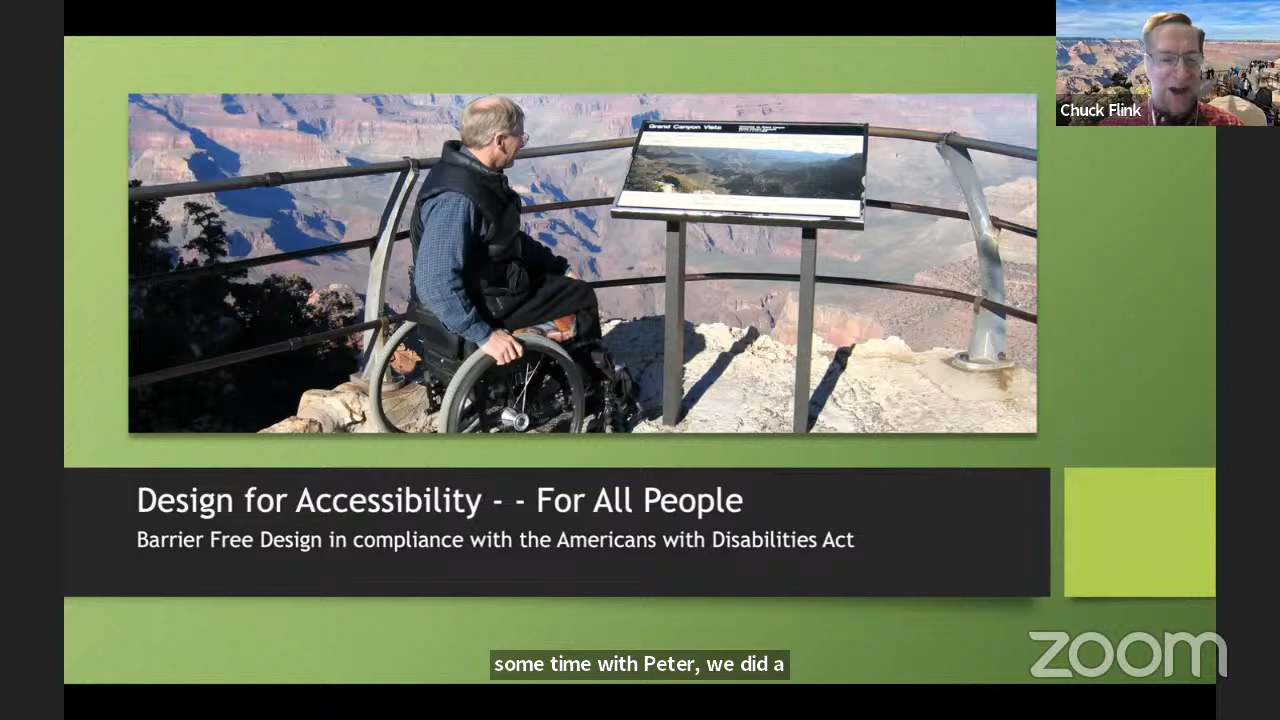 Chuck Flink
Grand Canyon Vista
Design for Accessibility - - For All People
Barrier Free Design in compliance with the Americans with Disabilities Act
some time with Peter, we did a
zoom